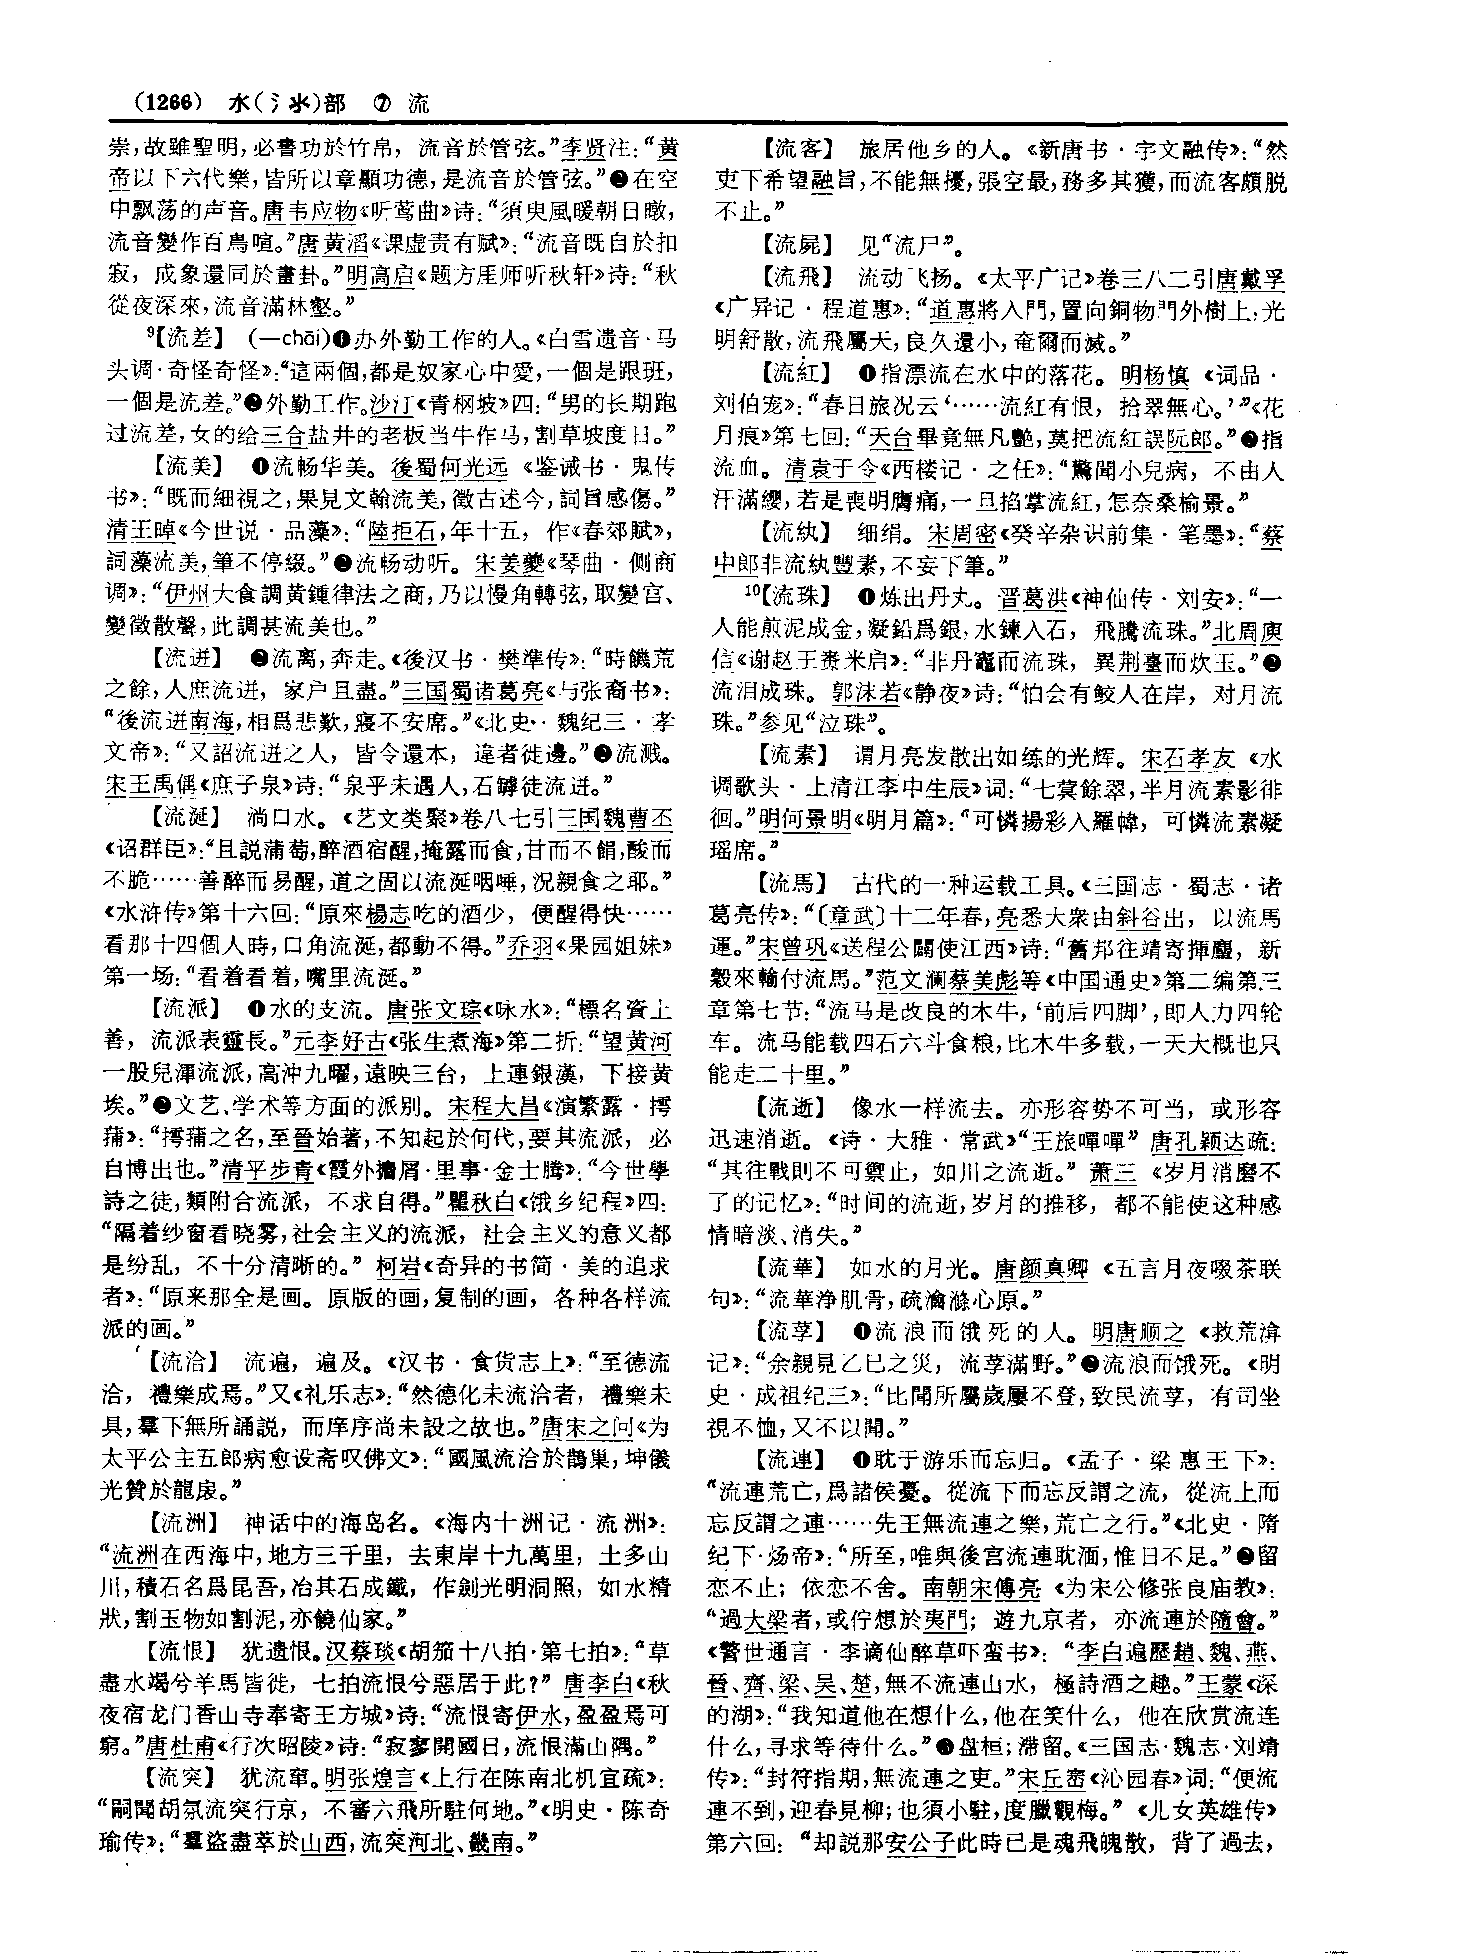 (1266) 水(氵氺)部 ⑦ 流
崇,故雖聖明,必書功於竹帛,流音於管弦。”李贤注:“黄
帝以下六代樂,皆所以章顯功德,是流音於管弦。”❷在空
中飘荡的声音。唐韦应物《听莺曲》诗:“須臾風暖朝日暾,
流音變作百鳥喧。”唐黄滔《课虚责有赋》:“流音既自於扣
寂,成象還同於畫卦。”明高启《题方厓师听秋轩》诗:“秋
從夜深來,流音滿林壑。”
⁹【流差】 (—chāi)❶办外勤工作的人。《白雪遗音·马
头调·奇怪奇怪》:“這兩個,都是奴家心中愛,一個是跟班,
一個是流差。”❷外勤工作。沙汀《青㭎坡》四:“男的长期跑
过流差,女的给三合盐井的老板当牛作马,割草坡度日。”
【流美】 ❶流畅华美。後蜀何光远《鉴诫书·鬼传
书》:“既而細視之,果見文翰流美,徵古述今,詞旨感傷。”
清王晫《今世说·品藻》:“陸拒石,年十五,作《春郊賦》,
詞藻流美,筆不停綴。”❷流畅动听。宋姜夔《琴曲·侧商
调》:“伊州大食調黄鍾律法之商,乃以慢角轉弦,取變宫、
變徵散聲,此調甚流美也。”
【流迸】 ❷流离,奔走。《後汉书·樊準传》:“時饑荒
之餘,人庶流迸,家户且盡。”三国蜀诸葛亮《与张裔书》:
“後流迸南海,相爲悲歎,寢不安席。”《北史·魏纪三·孝
文帝》:“又詔流迸之人,皆令還本,違者徙邊。”❷流溅。
宋王禹偁《庶子泉》诗:“泉乎未遇人,石罅徒流迸。”
【流涎】 淌口水。《艺文类聚》卷八七引三国魏曹丕
《诏群臣》:“且説蒲萄,醉酒宿醒,掩露而食,甘而不䬼,酸而
不脆……善醉而易醒,道之固以流涎咽唾,況親食之耶。”
《水浒传》第十六回:“原來楊志吃的酒少,便醒得快……
看那十四個人時,口角流涎,都動不得。”乔羽《果园姐妹》
第一场:“看着看着,嘴里流涎。”
【流派】 ❶水的支流。唐张文琮《咏水》:“標名資上
善,流派表靈長。”元李好古《张生煮海》第二折:“望黄河
一股兒渾流派,高冲九曜,遠映三台,上連銀漢,下接黄
埃。”❷文艺、学术等方面的派别。宋程大昌《演繁露·摴
蒱》:“摴蒱之名,至晉始著,不知起於何代,要其流派,必
自博出也。”清平步青《霞外攟屑·里事·金士腾》:“今世學
詩之徒,類附合流派,不求自得。”瞿秋白《饿乡纪程》四:
“隔着纱窗看晓雾,社会主义的流派,社会主义的意义都
是纷乱,不十分清晰的。”柯岩《奇异的书简·美的追求
者》:“原来那全是画。原版的画,复制的画,各种各样流
派的画。”
【流洽】 流遍,遍及。《汉书·食货志上》:“至德流
洽,禮樂成焉。”又《礼乐志》:“然德化未流洽者,禮樂未
具,羣下無所誦説,而庠序尚未設之故也。”唐宋之问《为
太平公主五郎病愈设斋叹佛文》:“國風流洽於鵲巢,坤儀
光贊於龍扆。”
【流洲】 神话中的海岛名。《海内十洲记·流洲》:
“流洲在西海中,地方三千里,去東岸十九萬里,上多山
川,積石名爲昆吾,冶其石成鐵,作劍光明洞照,如水精
狀,割玉物如割泥,亦饒仙家。”
【流恨】 犹遗恨。汉蔡琰《胡笳十八拍·第七拍》:“草
盡水竭兮羊馬皆徙,七拍流恨兮惡居于此?”唐李白《秋
夜宿龙门香山寺奉寄王方城》诗:“流恨寄伊水,盈盈焉可
窮。”唐杜甫《行次昭陵》诗:“寂寥開國日,流恨滿山隅。”
【流突】 犹流窜。明张煌言《上行在陈南北机宜疏》:
“嗣聞胡氛流突行京,不審六飛所駐何地。”《明史·陈奇
瑜传》:“羣盗盡萃於山西,流突河北、畿南。”
【流客】 旅居他乡的人。《新唐书·宇文融传》:“然
吏下希望融旨,不能無擾,張空最,務多其獲,而流客頗脱
不止。”
【流屍】 见“流尸”。
【流飛】 流动飞扬。《太平广记》卷三八二引唐戴孚
《广异记·程道惠》:“道惠將入門,置向銅物門外樹上,光
明舒散,流飛屬天,良久還小,奄爾而滅。”
【流紅】 ❶指漂流在水中的落花。明杨慎《词品·
刘伯宠》:“春日旅况云‘……流紅有恨,拾翠無心。’”《花
月痕》第七回:“天台畢竟無凡艷,莫把流紅誤阮郎。”❷指
流血。清袁于令《西楼记·之任》:“驚聞小兒病,不由人
汗滿纓,若是喪明膺痛,一旦掐掌流紅,怎奈桑榆景。”
【流紈】 细绢。宋周密《癸辛杂识前集·笔墨》:“蔡
中郎非流紈豐素,不妄下筆。”
¹⁰【流珠】 ❶炼出丹丸。晋葛洪《神仙传·刘安》:“一
人能煎泥成金,凝鉛爲銀,水鍊入石,飛騰流珠。”北周庾
信《谢赵王赉米启》:“非丹竈而流珠,異荆臺而炊玉。”❷
流泪成珠。郭沫若《静夜》诗:“怕会有鲛人在岸,对月流
珠。”参见“泣珠”。
【流素】 谓月亮发散出如练的光辉。宋石孝友《水
调歌头·上清江李中生辰》词:“七蓂餘翠,半月流素影徘
徊。”明何景明《明月篇》:“可憐揚彩入羅幃,可憐流素凝
瑶席。”
【流馬】 古代的一种运载工具。《三国志·蜀志·诸
葛亮传》:“〔章武〕十二年春,亮悉大衆由斜谷出,以流馬
運。”宋曾巩《送程公闢使江西》诗:“舊邦往靖寄揮麈,新
穀來輸付流馬。”范文澜蔡美彪等《中国通史》第二编第三
章第七节:“流马是改良的木牛,‘前后四脚’,即人力四轮
车。流马能载四石六斗食粮,比木牛多载,一天大概也只
能走二十里。”
【流逝】 像水一样流去。亦形容势不可当,或形容
迅速消逝。《诗·大雅·常武》“王旅嘽嘽”唐孔颖达疏:
“其往戰則不可禦止,如川之流逝。”萧三《岁月消磨不
了的记忆》:“时间的流逝,岁月的推移,都不能使这种感
情暗淡、消失。”
【流華】 如水的月光。唐颜真卿《五言月夜啜茶联
句》:“流華浄肌骨,疏瀹滌心原。”
【流莩】 ❶流浪而饿死的人。明唐顺之《救荒渰
记》:“余親見乙巳之災,流莩滿野。”❷流浪而饿死。《明
史·成祖纪三》:“比聞所屬歲屢不登,致民流莩,有司坐
視不恤,又不以聞。”
【流連】 ❶耽于游乐而忘归。《孟子·梁惠王下》:
“流連荒亡,爲諸侯憂。從流下而忘反謂之流,從流上而
忘反謂之連……先王無流連之樂,荒亡之行。”《北史·隋
纪下·炀帝》:“所至,唯與後宫流連耽湎,惟日不足。”❷留
恋不止;依恋不舍。南朝宋傅亮《为宋公修张良庙教》:
“過大梁者,或佇想於夷門;遊九京者,亦流連於隨會。”
《警世通言·李谪仙醉草吓蛮书》:“李白遍歷趙、魏、燕、
晉、齊、梁、吴、楚,無不流連山水,極詩酒之趣。”王蒙《深
的湖》:“我知道他在想什么,他在笑什么,他在欣赏流连
什么,寻求等待什么。”❸盘桓;滞留。《三国志·魏志·刘靖
传》:“封符指期,無流連之吏。”宋丘崈《沁园春》词:“便流
連不到,迎春見柳;也須小駐,度臘觀梅。”《儿女英雄传》
第六回:“却説那安公子此時已是魂飛魄散,背了過去,